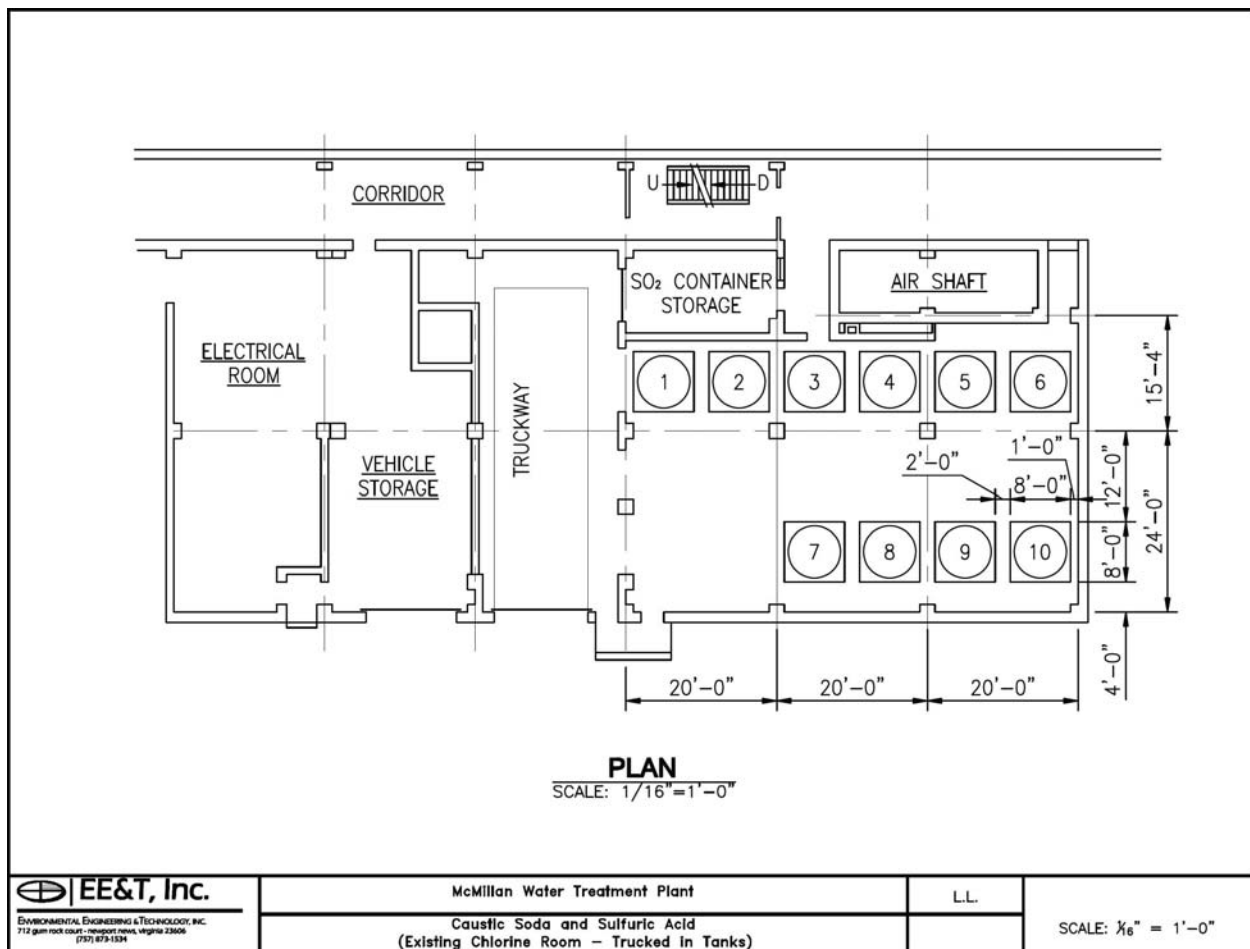 CORRIDOR
U
D
SO₂ CONTAINER
STORAGE
AIR SHAFT
ELECTRICAL
ROOM
TRUCKWAY
VEHICLE
STORAGE
1
2
3
4
5
6
15'-4"
1'-0"
2'-0"
8'-0"
12'-0"
24'-0"
7
8
9
10
8'-0"
20'-0"
20'-0"
20'-0"
4'-0"
PLAN
SCALE: 1/16"=1'-0"
EE&T, Inc.
ENVIRONMENTAL ENGINEERING & TECHNOLOGY, INC.
712 gum rock court - newport news, virginia 23606
(757) 873-1534
McMillan Water Treatment Plant
L.L.
Caustic Soda and Sulfuric Acid
(Existing Chlorine Room – Trucked in Tanks)
SCALE: 1/16" = 1'-0"